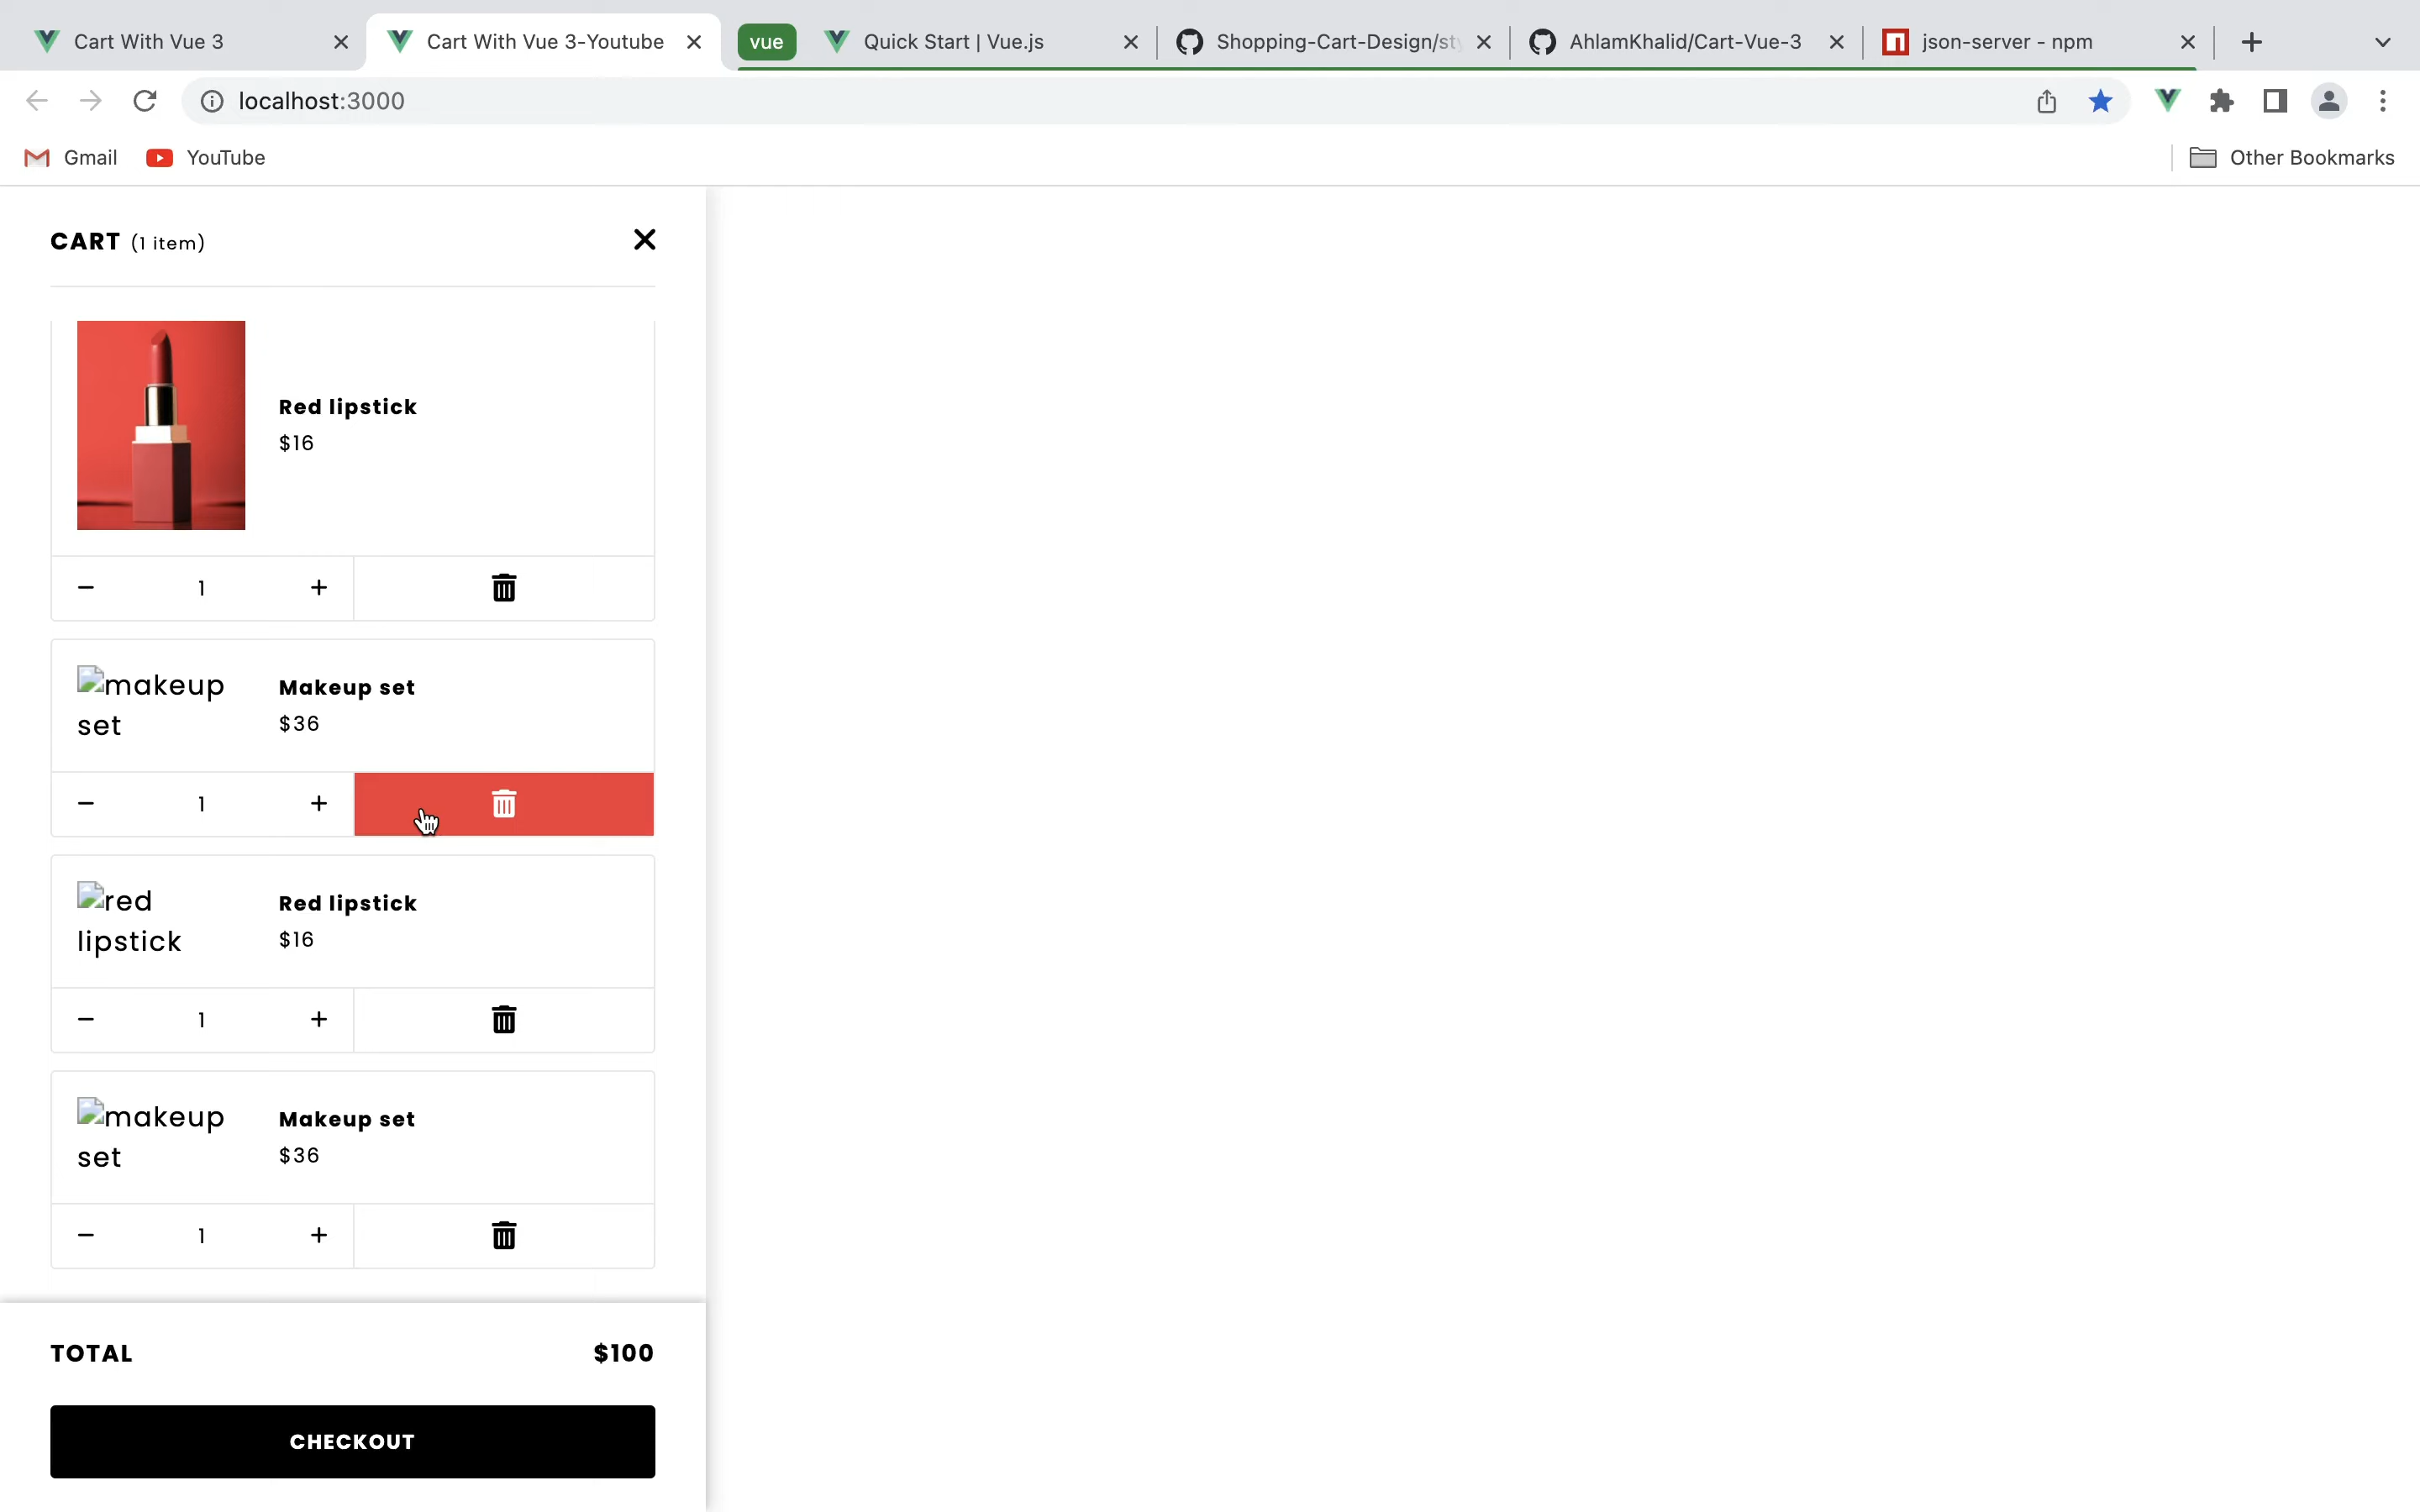 Cart With Vue 3
Cart With Vue 3-Youtube
vue
Quick Start | Vue.js
Shopping-Cart-Design/sty
AhlamKhalid/Cart-Vue-3
json-server - npm
localhost:3000
Gmail
YouTube
Other Bookmarks
CART (1 item)
Red lipstick
$16
1
makeup
set
Makeup set
$36
1
red
lipstick
Red lipstick
$16
1
makeup
set
Makeup set
$36
1
TOTAL $100
CHECKOUT